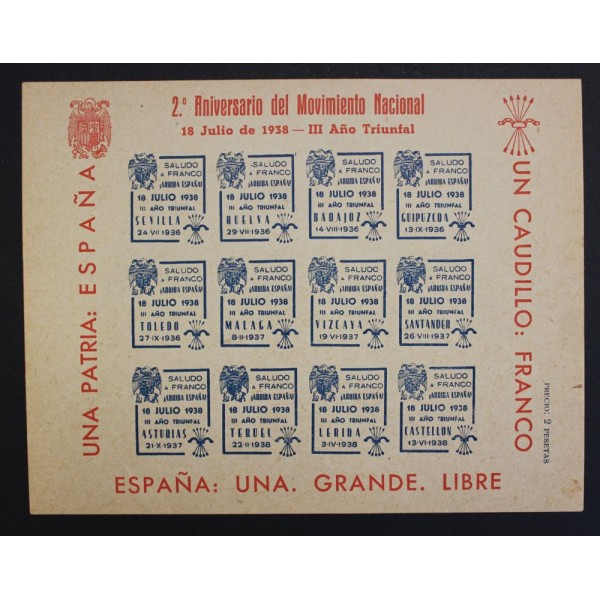 2.º Aniversario del Movimiento Nacional
18 Julio de 1938 — III Año Triunfal
UNA PATRIA: ESPAÑA
UN CAUDILLO: FRANCO
SALUDO
A FRANCO
¡ARRIBA ESPAÑA!
18 JULIO 1938
III AÑO TRIUNFAL
SEVILLA
24-VII-1936
SALUDO
A FRANCO
¡ARRIBA ESPAÑA!
18 JULIO 1938
III AÑO TRIUNFAL
HUELVA
29-VII-1936
SALUDO
A FRANCO
¡ARRIBA ESPAÑA!
18 JULIO 1938
III AÑO TRIUNFAL
BADAJOZ
14-VIII-1936
SALUDO
A FRANCO
¡ARRIBA ESPAÑA!
18 JULIO 1938
III AÑO TRIUNFAL
GUIPUZCOA
13-IX-1936
SALUDO
A FRANCO
¡ARRIBA ESPAÑA!
18 JULIO 1938
III AÑO TRIUNFAL
TOLEDO
27-IX-1936
SALUDO
A FRANCO
¡ARRIBA ESPAÑA!
18 JULIO 1938
III AÑO TRIUNFAL
MALAGA
8-II-1937
SALUDO
A FRANCO
¡ARRIBA ESPAÑA!
18 JULIO 1938
III AÑO TRIUNFAL
VIZCAYA
19-VI-1937
SALUDO
A FRANCO
¡ARRIBA ESPAÑA!
18 JULIO 1938
III AÑO TRIUNFAL
SANTANDER
26-VIII-1937
SALUDO
A FRANCO
¡ARRIBA ESPAÑA!
18 JULIO 1938
III AÑO TRIUNFAL
ASTURIAS
21-X-1937
SALUDO
A FRANCO
¡ARRIBA ESPAÑA!
18 JULIO 1938
III AÑO TRIUNFAL
TERUEL
22-II-1938
SALUDO
A FRANCO
¡ARRIBA ESPAÑA!
18 JULIO 1938
III AÑO TRIUNFAL
LERIDA
3-IV-1938
SALUDO
A FRANCO
¡ARRIBA ESPAÑA!
18 JULIO 1938
III AÑO TRIUNFAL
CASTELLON
13-VI-1938
PRECIO: 2 PESETAS
ESPAÑA: UNA. GRANDE. LIBRE